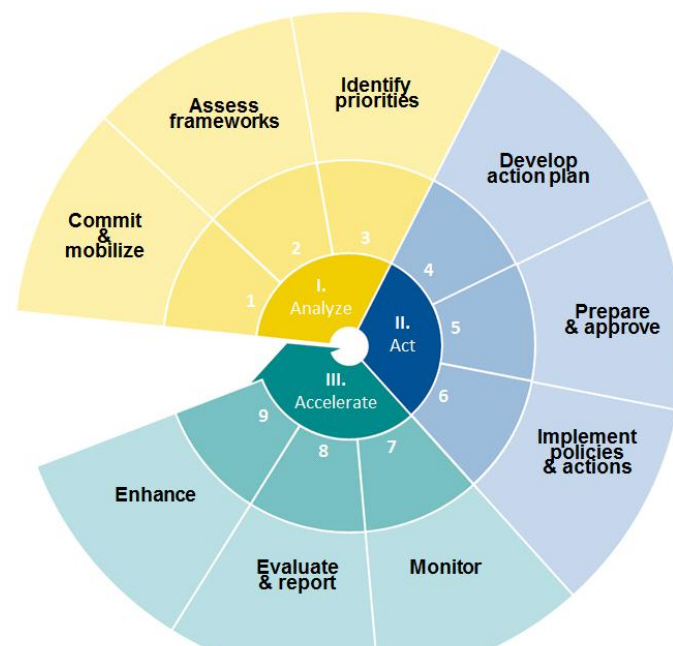 I.
Analyze
1
Commit
&
mobilize
2
Assess
frameworks
3
Identify
priorities
II.
Act
4
Develop
action plan
5
Prepare
& approve
6
Implement
policies
& actions
III.
Accelerate
7
Monitor
8
Evaluate
& report
9
Enhance